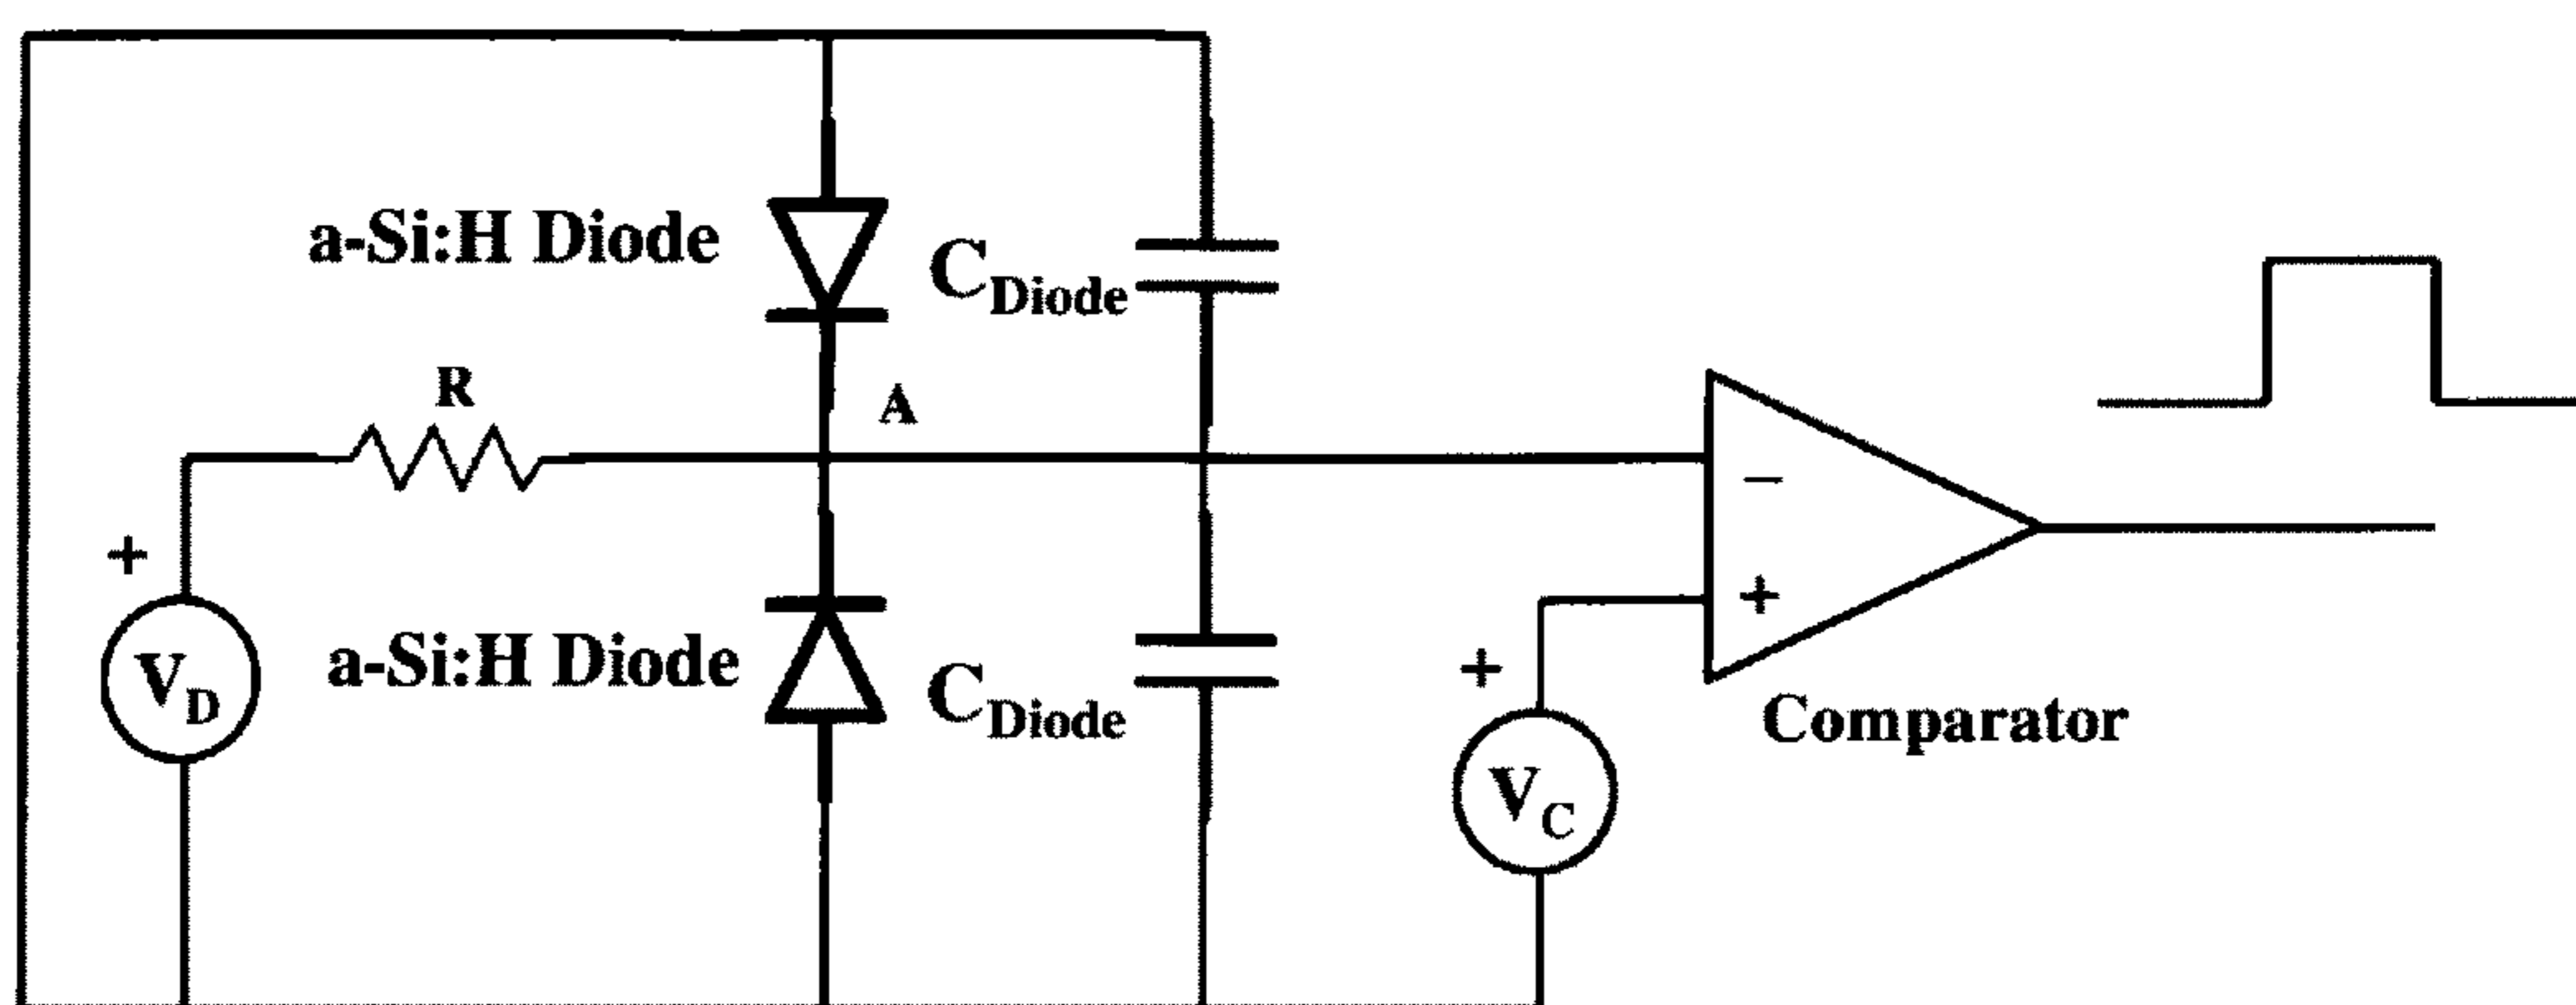 a-Si:H Diode
C_Diode
R
A
−
+
+
a-Si:H Diode
C_Diode
V_D
+
V_C
Comparator